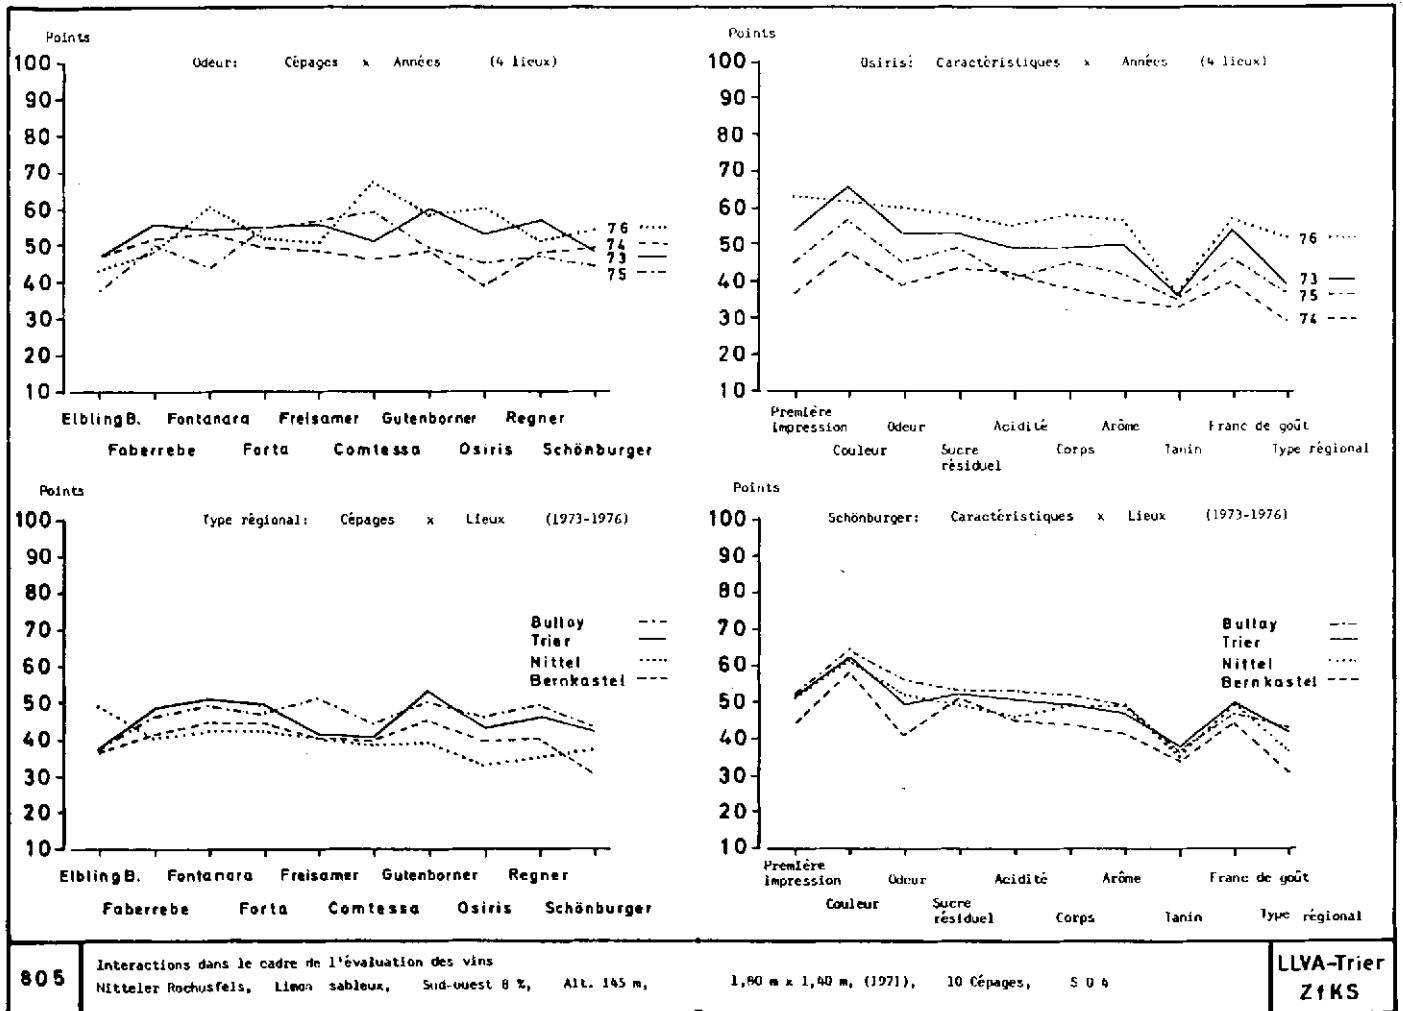 Points
Odeur: Cépages x Années (4 lieux)
100
90
80
70
60
50
40
30
20
10
76
74
73
75
Elbling B. Fontanara Freisamer Gutenborner Regner
Faberrebe Forta Comtessa Osiris Schönburger
Points
Osiris: Caractéristiques x Années (4 lieux)
100
90
80
70
60
50
40
30
20
10
76
73
75
74
Première
impression Odeur Acidité Arôme Franc de goût
Couleur Sucre Corps Tanin Type régional
résiduel
Points
Type régional: Cépages x Lieux (1973-1976)
100
90
80
70
60
50
40
30
20
10
Bullay
Trier
Nittel
Bernkastel
Elbling B. Fontanara Freisamer Gutenborner Regner
Faberrebe Forta Comtessa Osiris Schönburger
Points
Schönburger: Caractéristiques x Lieux (1973-1976)
100
90
80
70
60
50
40
30
20
10
Bullay
Trier
Nittel
Bernkastel
Première
impression Odeur Acidité Arôme Franc de goût
Couleur Sucre Corps Tanin Type régional
résiduel
805
Interactions dans le cadre de l'évaluation des vins
Nitteler Rochusfels, Limon sableux, Sud-ouest 8 %, Alt. 145 m, 1,80 m x 1,40 m, (1971), 10 Cépages,
LLVA-Trier
ZfKS